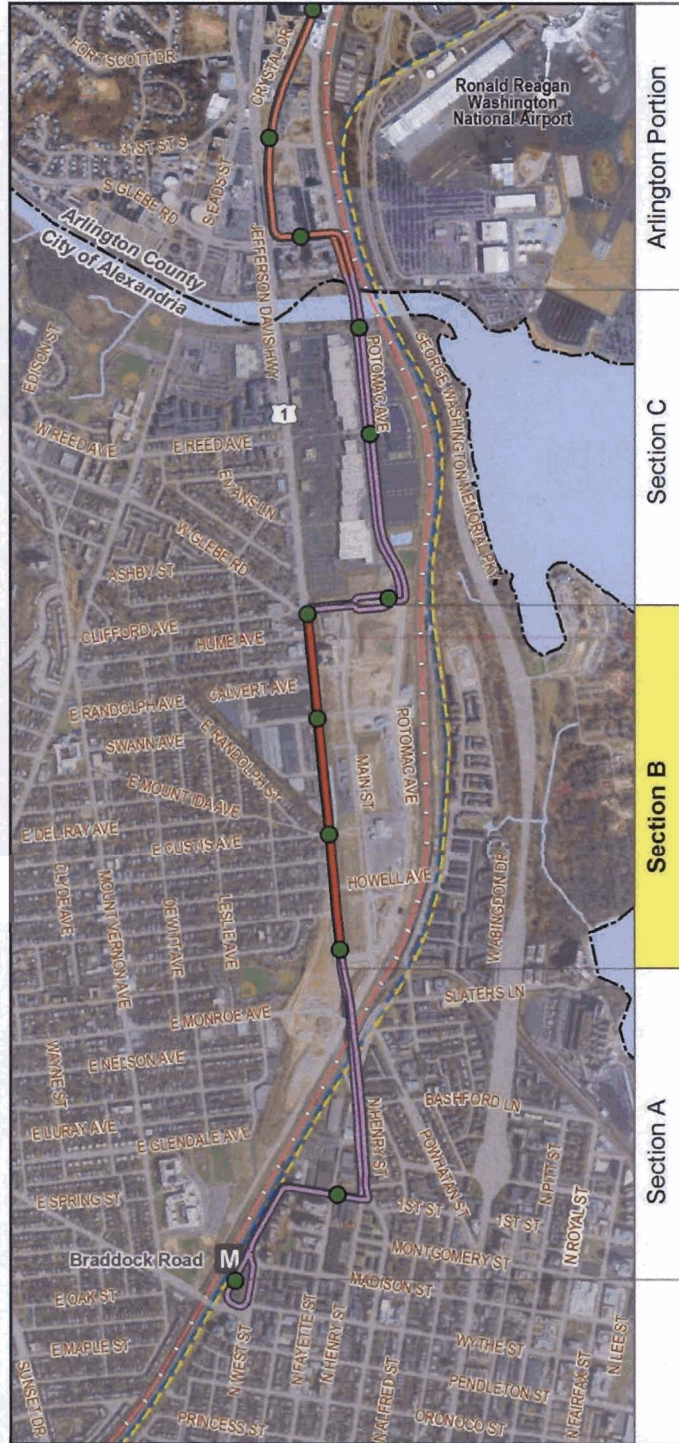 FORT SCOTT DR
CRYSTAL DR
31ST ST S
S GLEBE RD
S EADS ST
Ronald Reagan
Washington
National Airport
Arlington County
City of Alexandria
JEFFERSON DAVIS HWY
EDISON ST
W REED AVE
E REED AVE
EVANS LN
1
POTOMAC AVE
GEORGE WASHINGTON MEMORIAL PKY
W GLEBE RD
ASHBY ST
CLIFFORD AVE
HUME AVE
CALVERT AVE
E RANDOLPH AVE
SWANN AVE
E RANDOLPH ST
E MOUNT IDA AVE
MAIN ST
POTOMAC AVE
E DEL RAY AVE
E CUSTIS AVE
HOWELL AVE
CLYDE AVE
MOUNT VERNON AVE
DEWITT AVE
LESLIE AVE
W ABINGDON DR
SLATERS LN
E MONROE AVE
WAYNE ST
E NELSON AVE
BASHFORD LN
E LURAY AVE
E GLENDALE AVE
N HENRY ST
POWHATAN ST
N PITT ST
E SPRING ST
1ST ST
1ST ST
N ROYAL ST
Braddock Road
M
MONTGOMERY ST
MADISON ST
E OAK ST
N WEST ST
N FAYETTE ST
N HENRY ST
E MAPLE ST
WYTHE ST
N LEE ST
SUNSET DR
PRINCESS ST
N ALFRED ST
PENDLETON ST
ORONOCO ST
N FAIRFAX ST
Arlington Portion
Section C
Section B
Section A